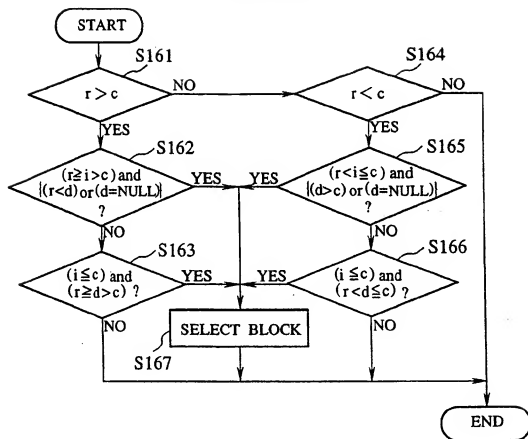 START
S161
r > c
NO
YES
S164
r < c
NO
YES
S162
(r≧i>c) and
{(r<d) or (d=NULL)}
?
YES
NO
S165
(r<i≦c) and
{(d>c) or (d=NULL)}
?
YES
NO
S163
(i≦c) and
(r≧d>c) ?
YES
NO
S166
(i≦c) and
(r<d≦c) ?
YES
NO
SELECT BLOCK
S167
END